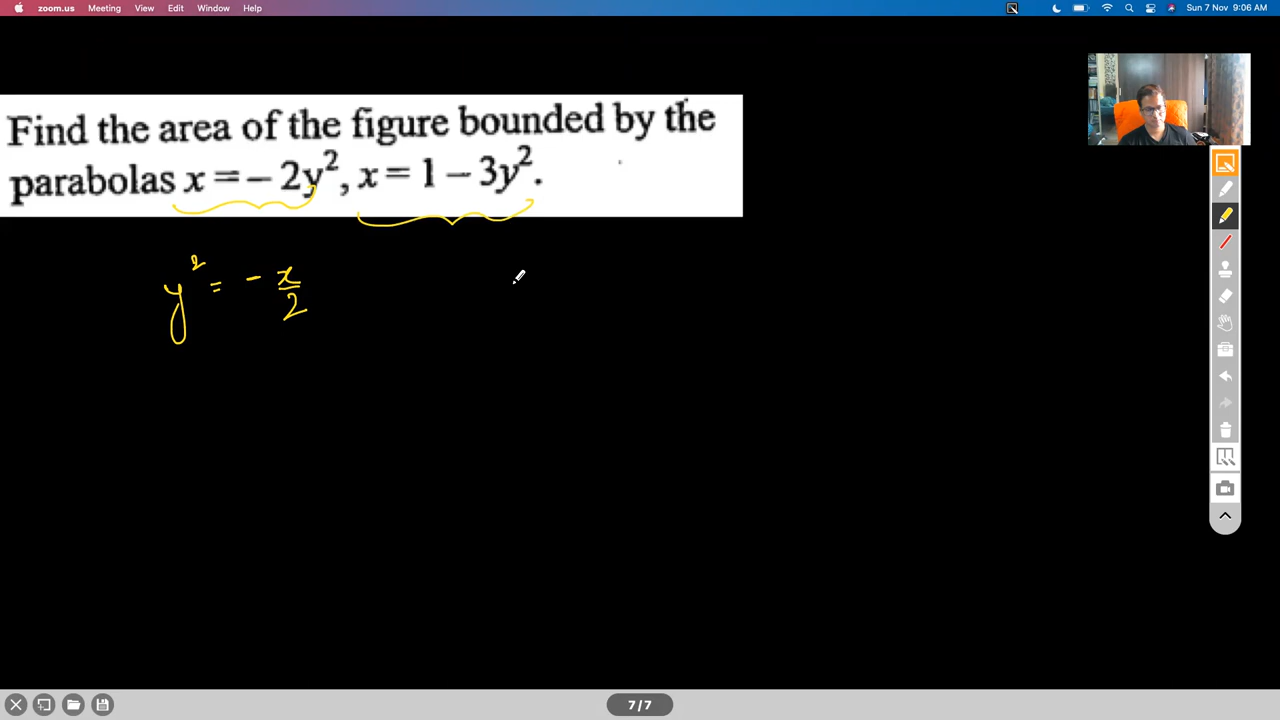 zoom.us Meeting View Edit Window Help Sun 7 Nov 9:06 AM
Find the area of the figure bounded by the
parabolas x = – 2y², x = 1 – 3y².
y² = - x/2
7/7